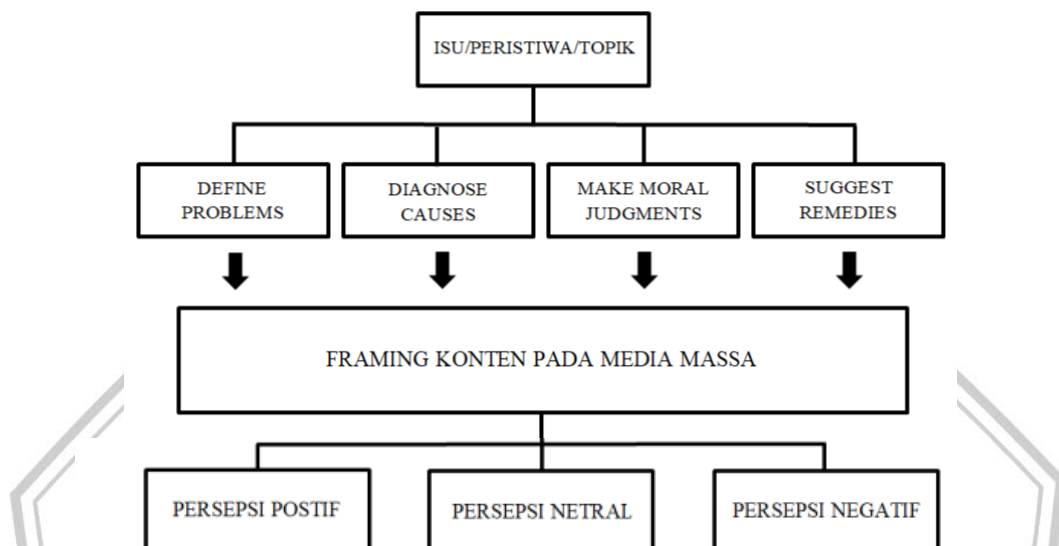 ISU/PERISTIWA/TOPIK
DEFINE
PROBLEMS
DIAGNOSE
CAUSES
MAKE MORAL
JUDGMENTS
SUGGEST
REMEDIES
FRAMING KONTEN PADA MEDIA MASSA
PERSEPSI POSTIF
PERSEPSI NETRAL
PERSEPSI NEGATIF